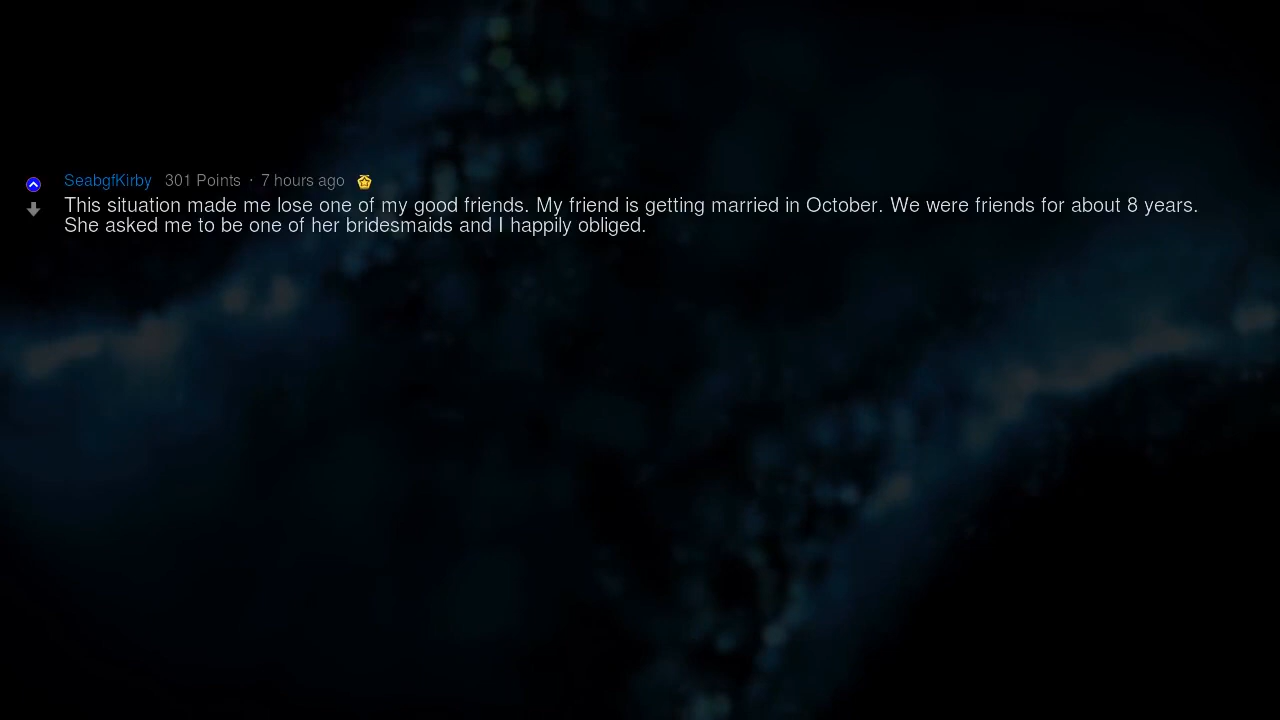 SeabgfKirby 301 Points · 7 hours ago
This situation made me lose one of my good friends. My friend is getting married in October. We were friends for about 8 years.
She asked me to be one of her bridesmaids and I happily obliged.